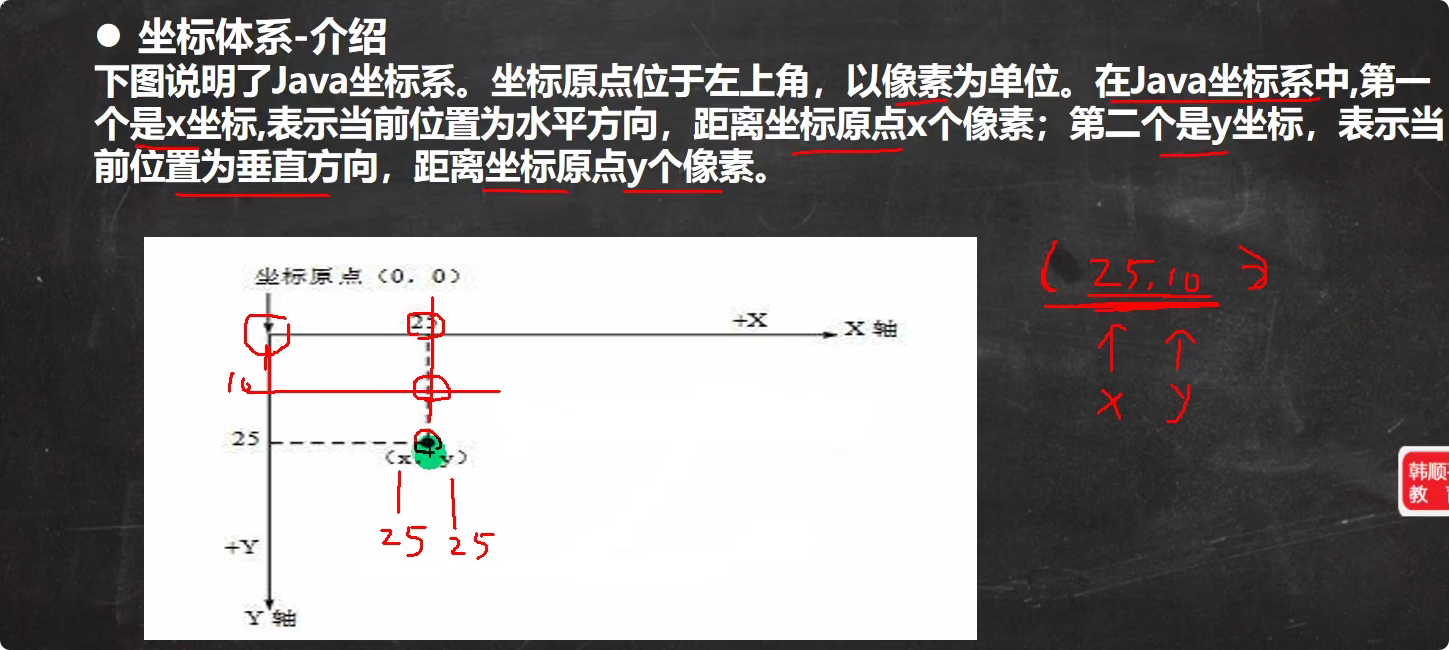 ● 坐标体系-介绍
下图说明了Java坐标系。坐标原点位于左上角，以像素为单位。在Java坐标系中,第一
个是x坐标,表示当前位置为水平方向，距离坐标原点x个像素；第二个是y坐标，表示当
前位置为垂直方向，距离坐标原点y个像素。
坐标原点（0，0）
(25,10)
25
+X
X 轴
x y
10
25
(x, y)
韩顺
教
25 25
+Y
Y 轴